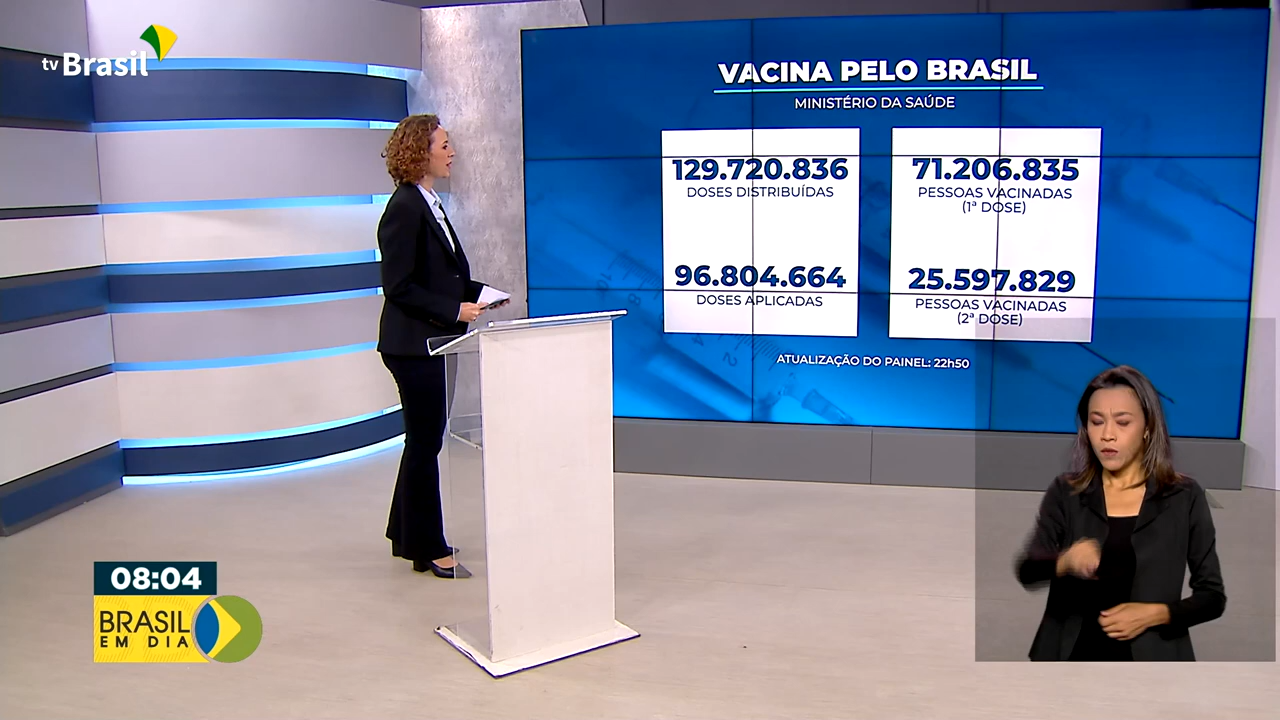 tv Brasil
VACINA PELO BRASIL
MINISTÉRIO DA SAÚDE
129.720.836
DOSES DISTRIBUÍDAS
96.804.664
DOSES APLICADAS
71.206.835
PESSOAS VACINADAS
(1ª DOSE)
25.597.829
PESSOAS VACINADAS
(2ª DOSE)
ATUALIZAÇÃO DO PAINEL: 22h50
08:04
BRASIL
EM DIA